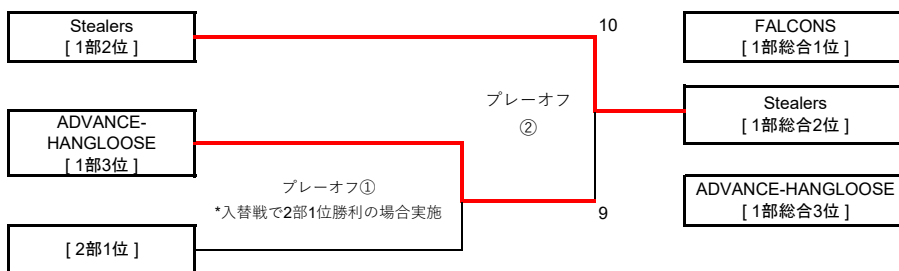 Stealers
[ 1部2位 ]
10
FALCONS
[ 1部総合1位 ]
プレーオフ
②
Stealers
[ 1部総合2位 ]
ADVANCE-
HANGLOOSE
[ 1部3位 ]
プレーオフ①
*入替戦で2部1位勝利の場合実施
9
ADVANCE-HANGLOOSE
[ 1部総合3位 ]
[ 2部1位 ]